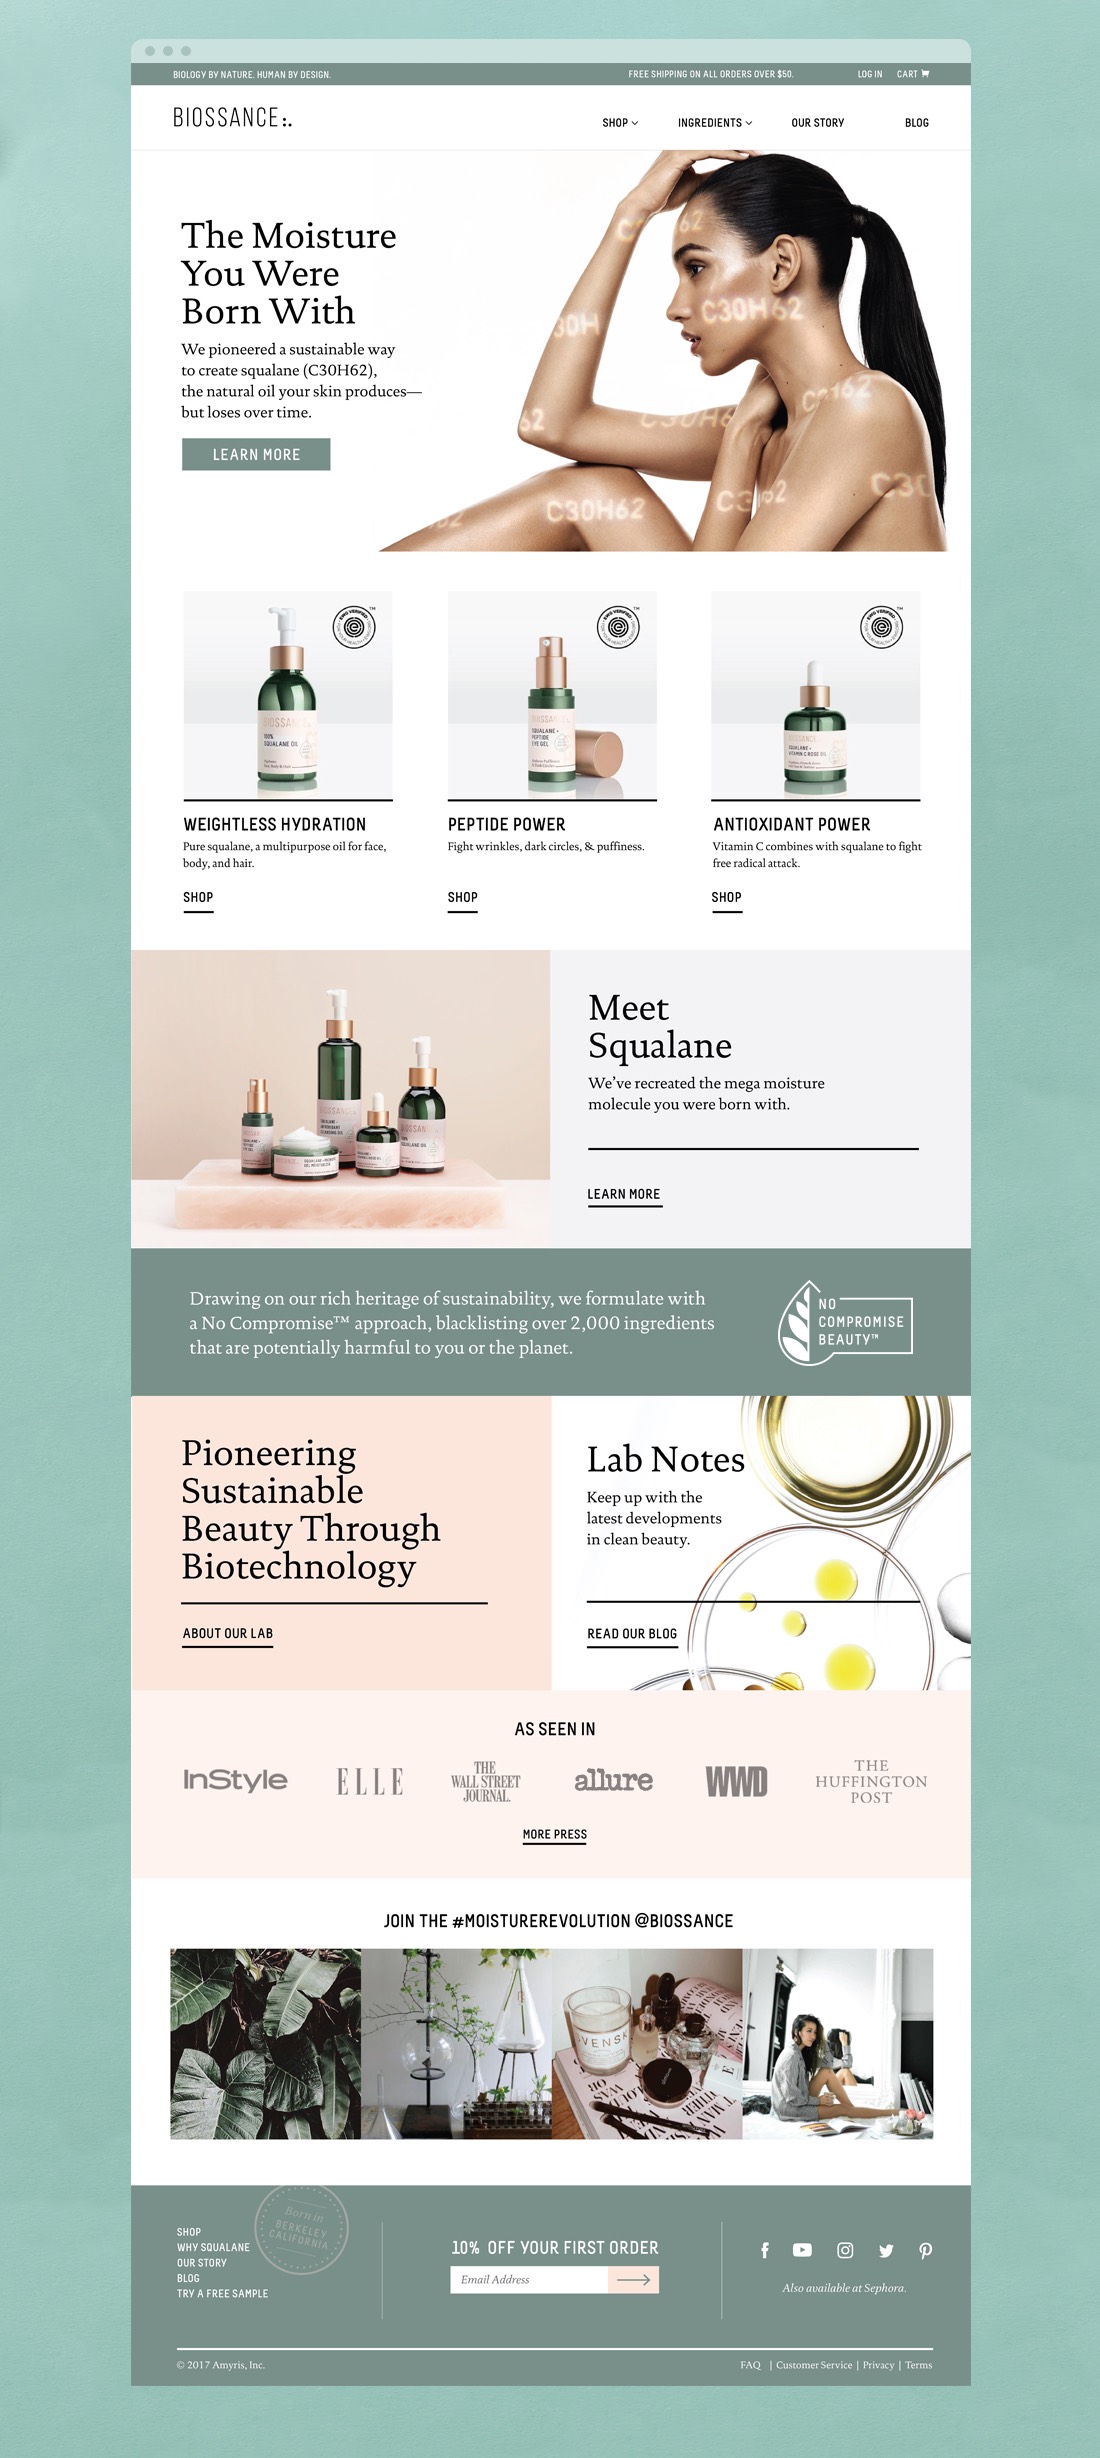 BIOLOGY BY NATURE. HUMAN BY DESIGN.
FREE SHIPPING ON ALL ORDERS OVER $50.
LOG IN
CART
BIOSSANCE:.
SHOP
INGREDIENTS
OUR STORY
BLOG
The Moisture
You Were
Born With
We pioneered a sustainable way
to create squalane (C30H62),
the natural oil your skin produces—
but loses over time.
LEARN MORE
C30H62
C30H62
EWG VERIFIED
TM
EWG VERIFIED
TM
EWG VERIFIED
TM
BIOSSANCE
100%
SQUALANE OIL
BIOSSANCE
SQUALANE +
PEPTIDE
EYE GEL
BIOSSANCE
SQUALANE +
VITAMIN C ROSE OIL
WEIGHTLESS HYDRATION
Pure squalane, a multipurpose oil for face,
body, and hair.
SHOP
PEPTIDE POWER
Fight wrinkles, dark circles, & puffiness.
SHOP
ANTIOXIDANT POWER
Vitamin C combines with squalane to fight
free radical attack.
SHOP
Meet
Squalane
We've recreated the mega moisture
molecule you were born with.
LEARN MORE
Drawing on our rich heritage of sustainability, we formulate with
a No Compromise™ approach, blacklisting over 2,000 ingredients
that are potentially harmful to you or the planet.
NO
COMPROMISE
BEAUTY™
Pioneering
Sustainable
Beauty Through
Biotechnology
ABOUT OUR LAB
Lab Notes
Keep up with the
latest developments
in clean beauty.
READ OUR BLOG
AS SEEN IN
InStyle
ELLE
THE
WALL STREET
JOURNAL.
allure
WWD
THE
HUFFINGTON
POST
MORE PRESS
JOIN THE #MOISTUREREVOLUTION @BIOSSANCE
SHOP
WHY SQUALANE
OUR STORY
BLOG
TRY A FREE SAMPLE
Born in
BERKELEY
CALIFORNIA
10% OFF YOUR FIRST ORDER
Email Address
Also available at Sephora.
© 2017 Amyris, Inc.
FAQ | Customer Service | Privacy | Terms